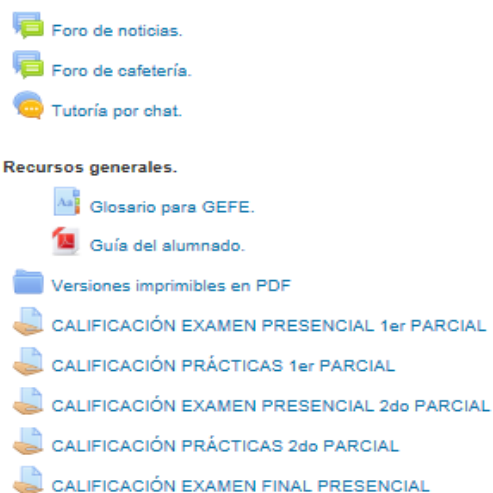 Foro de noticias.
Foro de cafetería.
Tutoría por chat.
Recursos generales.
Aa
Glosario para GEFE.
Guía del alumnado.
Versiones imprimibles en PDF
CALIFICACIÓN EXAMEN PRESENCIAL 1er PARCIAL
CALIFICACIÓN PRÁCTICAS 1er PARCIAL
CALIFICACIÓN EXAMEN PRESENCIAL 2do PARCIAL
CALIFICACIÓN PRÁCTICAS 2do PARCIAL
CALIFICACIÓN EXAMEN FINAL PRESENCIAL